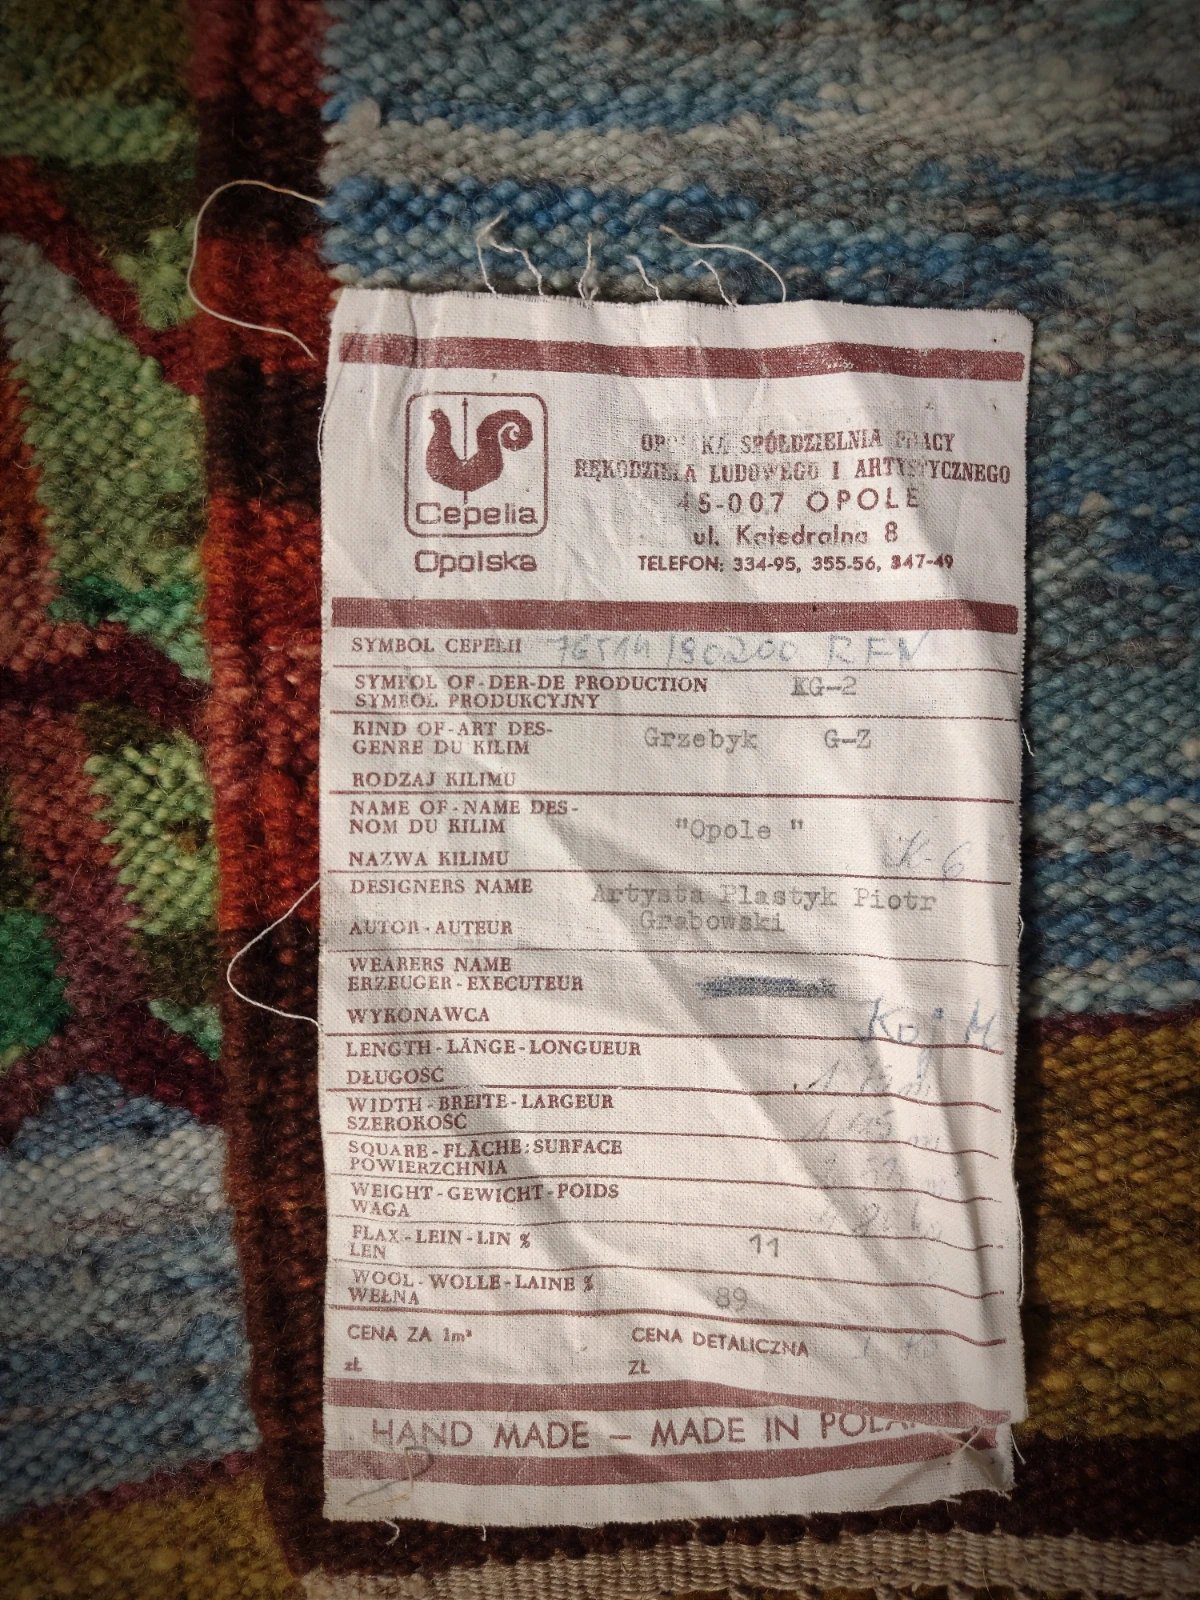 Cepelia
Opolska
SPÓŁDZIELNIA PRACY
RĘKODZIEŁA LUDOWEGO I ARTYSTYCZNEGO
45-007 OPOLE
ul. Katedralna 8
TELEFON: 334-95, 355-56, 347-49
SYMBOL CEPELII /90200 RFN
SYMBOL OF-DER-DE PRODUCTION KG-2
SYMBOL PRODUKCYJNY
KIND OF-ART DES-
GENRE DU KILIM Grzebyk G-Z
RODZAJ KILIMU
NAME OF-NAME DES-
NOM DU KILIM "Opole "
NAZWA KILIMU K-6
DESIGNERS NAME Artysta Plastyk Piotr
AUTOR-AUTEUR Grabowski
WEARERS NAME
ERZEUGER-EXECUTEUR
WYKONAWCA
LENGTH-LÄNGE-LONGUEUR
DŁUGOŚĆ
WIDTH-BREITE-LARGEUR
SZEROKOŚĆ
SQUARE-FLÄCHE:SURFACE
POWIERZCHNIA
WEIGHT-GEWICHT-POIDS
WAGA
FLAX-LEIN-LIN % 11
LEN
WOOL-WOLLE-LAINE % 89
WEŁNA
CENA ZA 1m² CENA DETALICZNA
zŁ ZŁ
HAND MADE — MADE IN